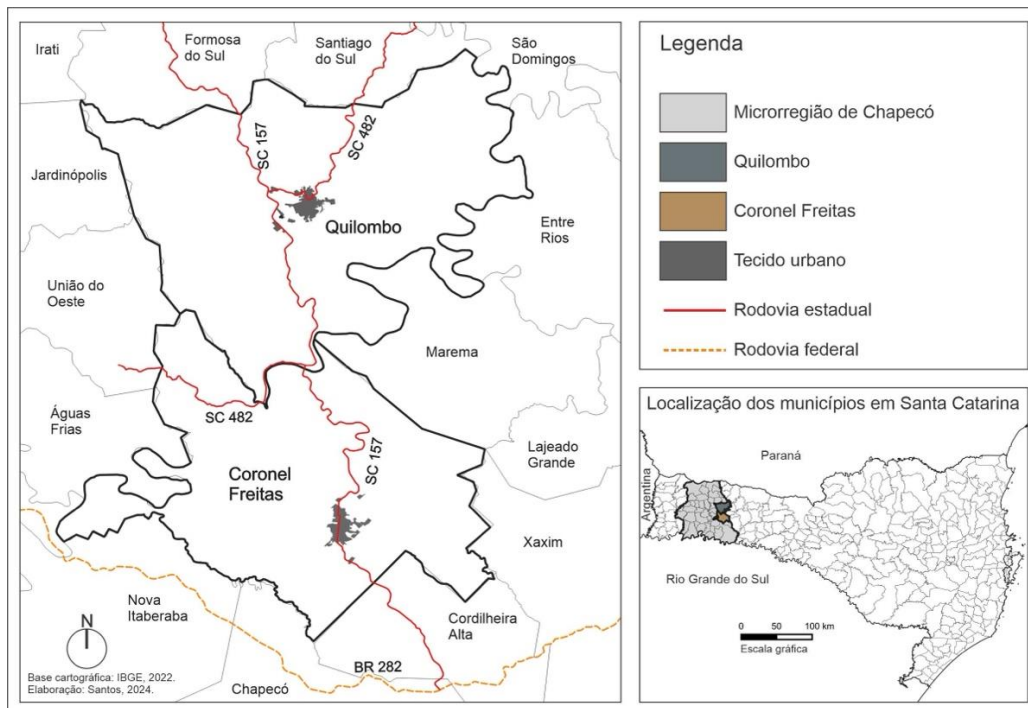 Irati
Formosa
do Sul
Santiago
do Sul
São
Domingos
SC 157
SC 482
Jardinópolis
Quilombo
Entre
Rios
União do
Oeste
Marema
SC 482
Águas
Frias
SC 157
Coronel
Freitas
Lajeado
Grande
Xaxim
Nova
Itaberaba
Cordilheira
Alta
N
BR 282
Base cartográfica: IBGE, 2022.
Elaboração: Santos, 2024.
Chapecó
Legenda
Microrregião de Chapecó
Quilombo
Coronel Freitas
Tecido urbano
Rodovia estadual
Rodovia federal
Localização dos municípios em Santa Catarina
Paraná
Argentina
Rio Grande do Sul
0 50 100 km
Escala gráfica